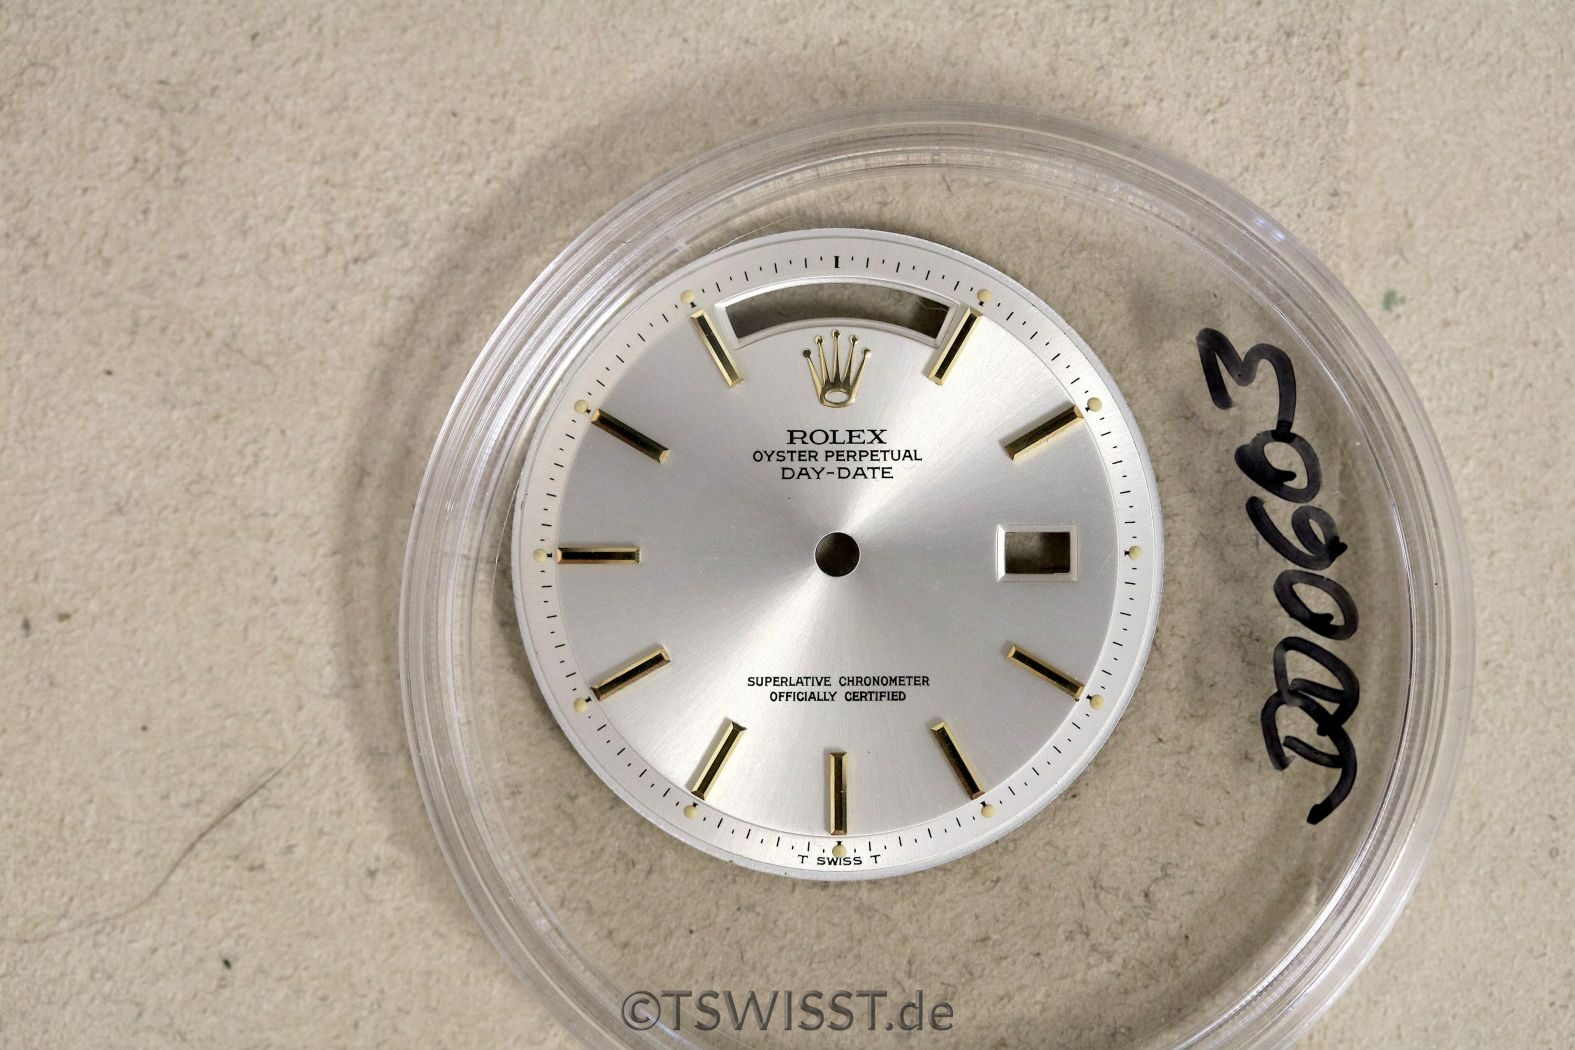 ROLEX
OYSTER PERPETUAL
DAY-DATE
SUPERLATIVE CHRONOMETER
OFFICIALLY CERTIFIED
T SWISS T
DD0603
©TSWISST.de